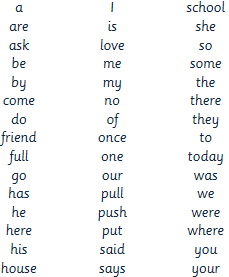 a I school
are is she
ask love so
be me some
by my the
come no there
do of they
friend once to
full one today
go our was
has pull we
he push were
here put where
his said you
house says your